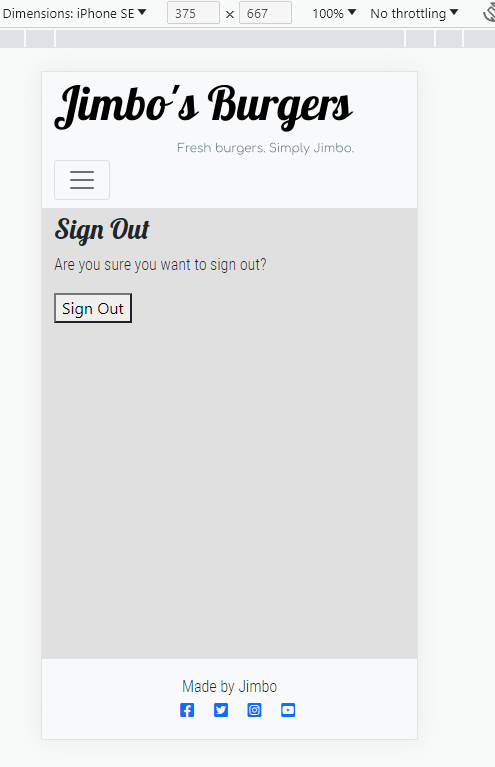 Dimensions: iPhone SE 375 × 667 100% No throttling
Jimbo's Burgers
Fresh burgers. Simply Jimbo.
Sign Out
Are you sure you want to sign out?
Sign Out
Made by Jimbo